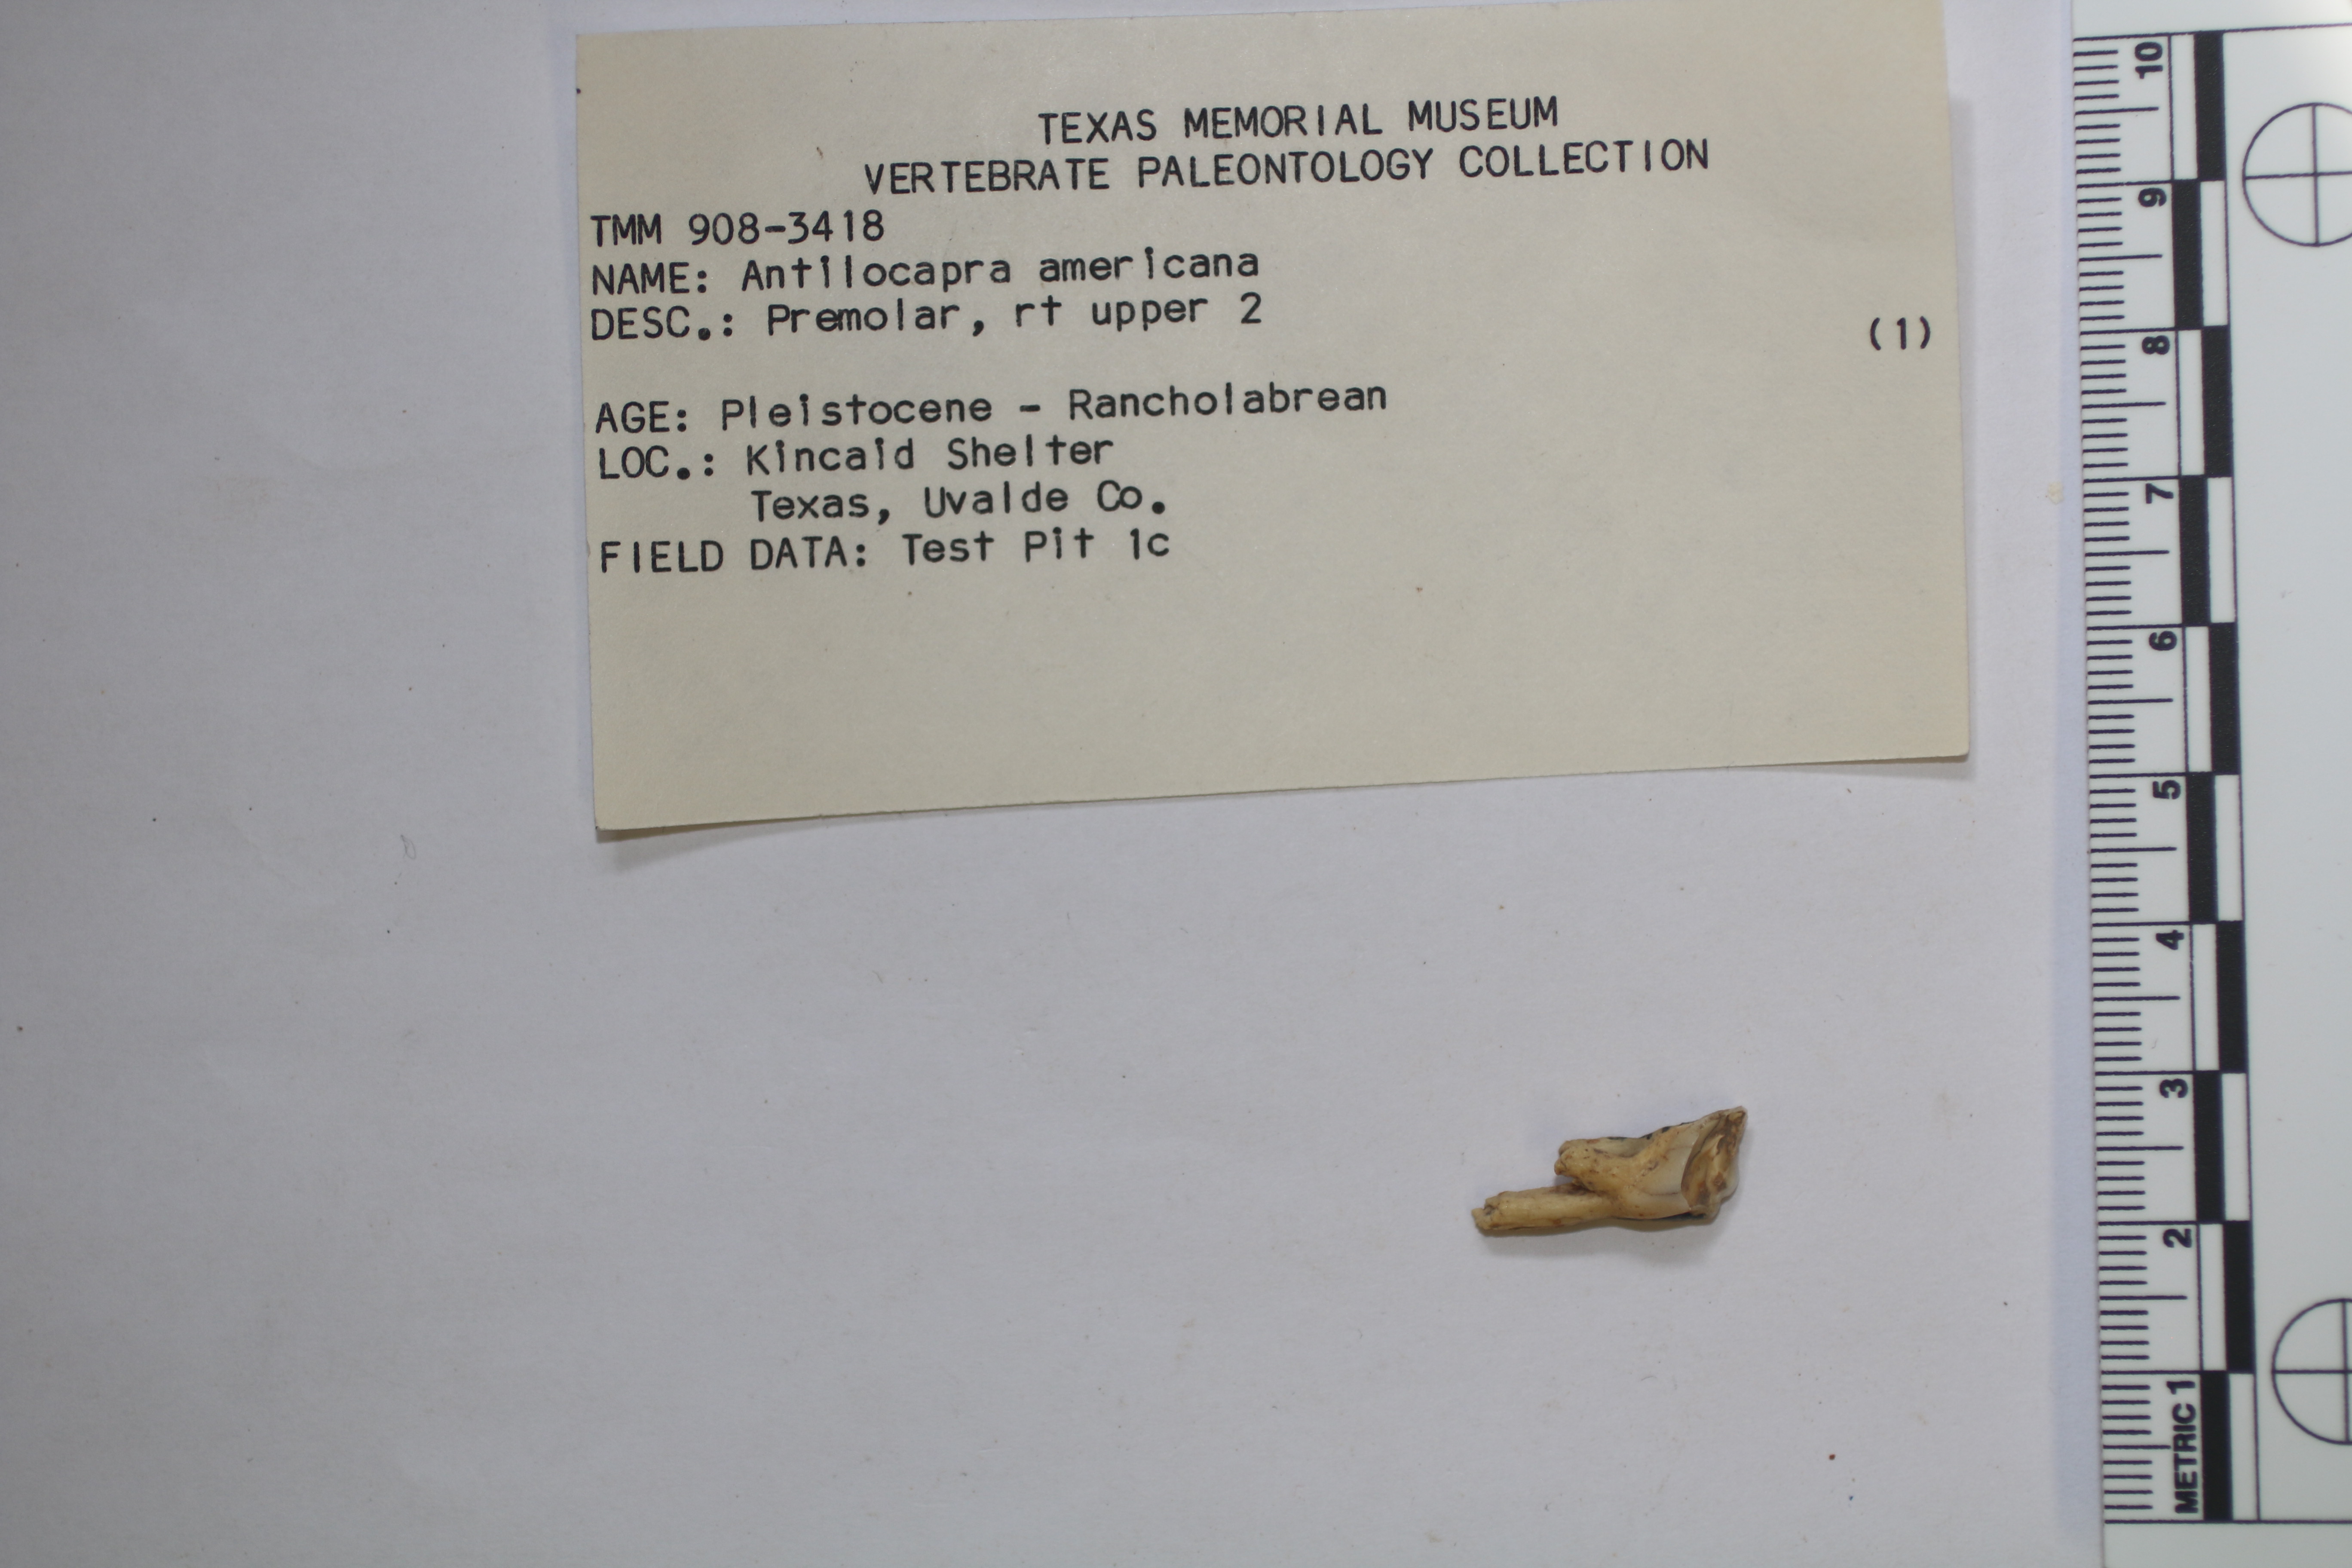 TEXAS MEMORIAL MUSEUM
VERTEBRATE PALEONTOLOGY COLLECTION
TMM 908-3418
NAME: Antilocapra americana
DESC.: Premolar, rt upper 2
(1)
AGE: Pleistocene - Rancholabrean
LOC.: Kincaid Shelter
Texas, Uvalde Co.
FIELD DATA: Test Pit 1c
10
9
8
7
6
5
4
3
2
METRIC 1